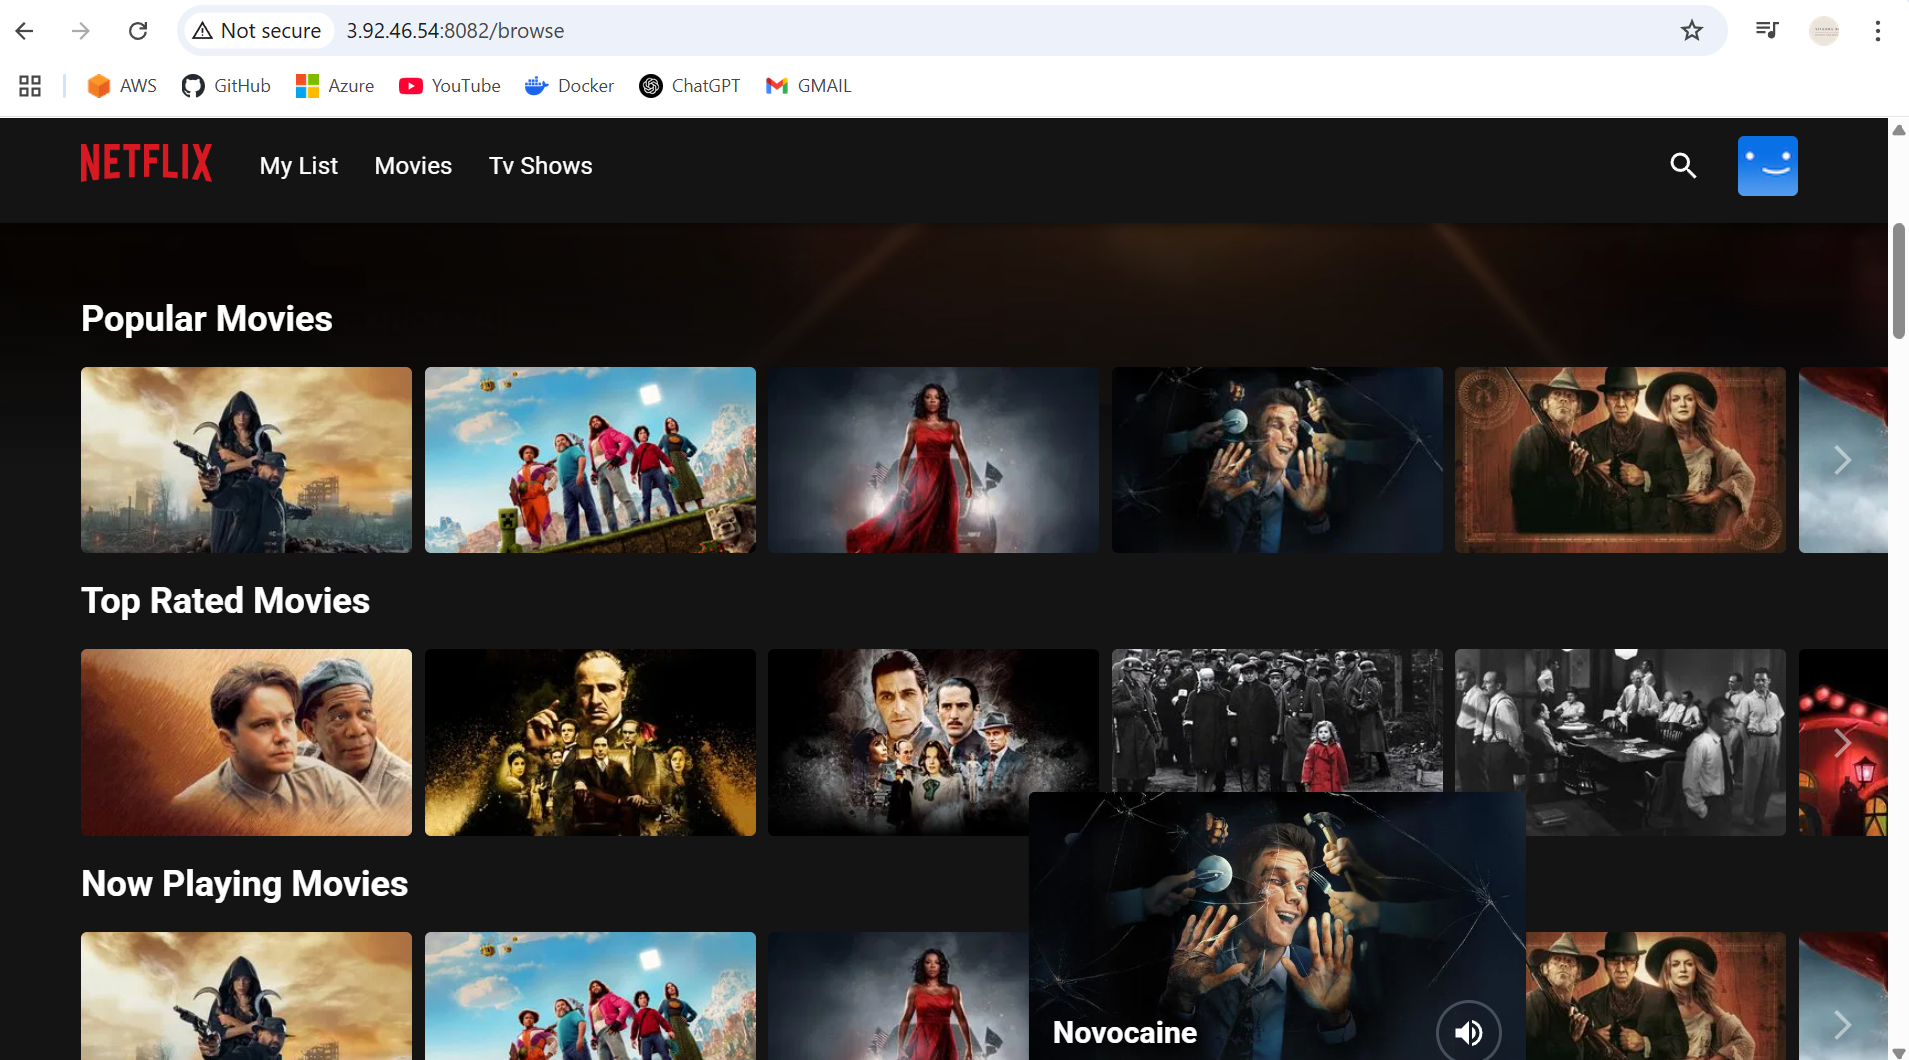 Not secure 3.92.46.54:8082/browse
AWS GitHub Azure YouTube Docker ChatGPT GMAIL
NETFLIX My List Movies Tv Shows
Popular Movies
Top Rated Movies
Now Playing Movies
Novocaine